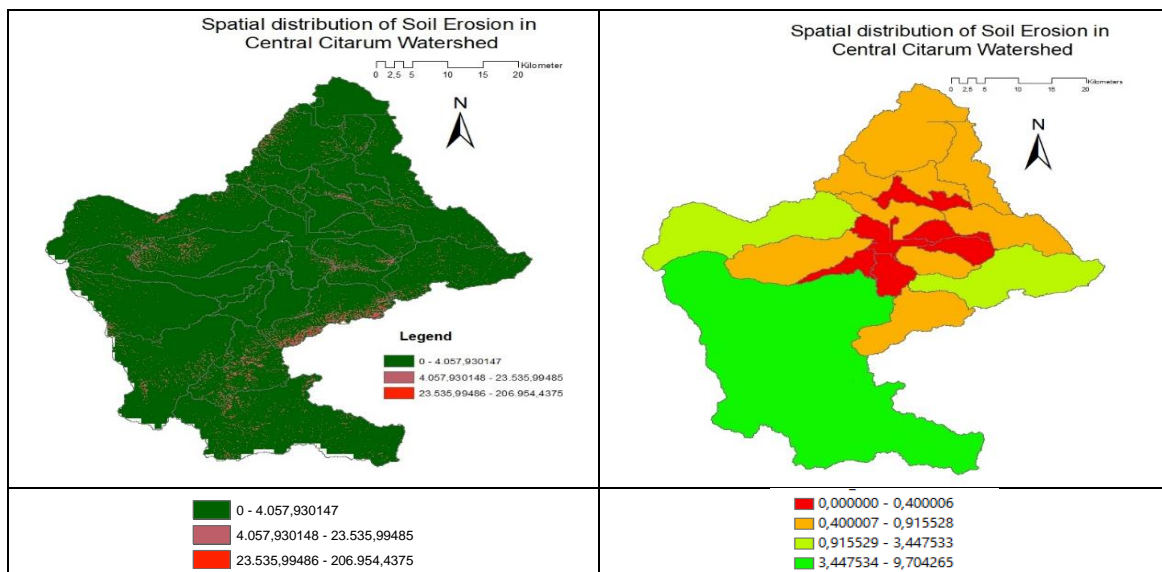 Spatial distribution of Soil Erosion in
Central Citarum Watershed
Kilometer
0 2,5 5 10 15 20
N
Legend
0 - 4.057,930147
4.057,930148 - 23.535,99485
23.535,99486 - 206.954,4375
Spatial distribution of Soil Erosion in
Central Citarum Watershed
Kilometers
0 2,5 5 10 15 20
N
0 - 4.057,930147
4.057,930148 - 23.535,99485
23.535,99486 - 206.954,4375
0,000000 - 0,400006
0,400007 - 0,915528
0,915529 - 3,447533
3,447534 - 9,704265